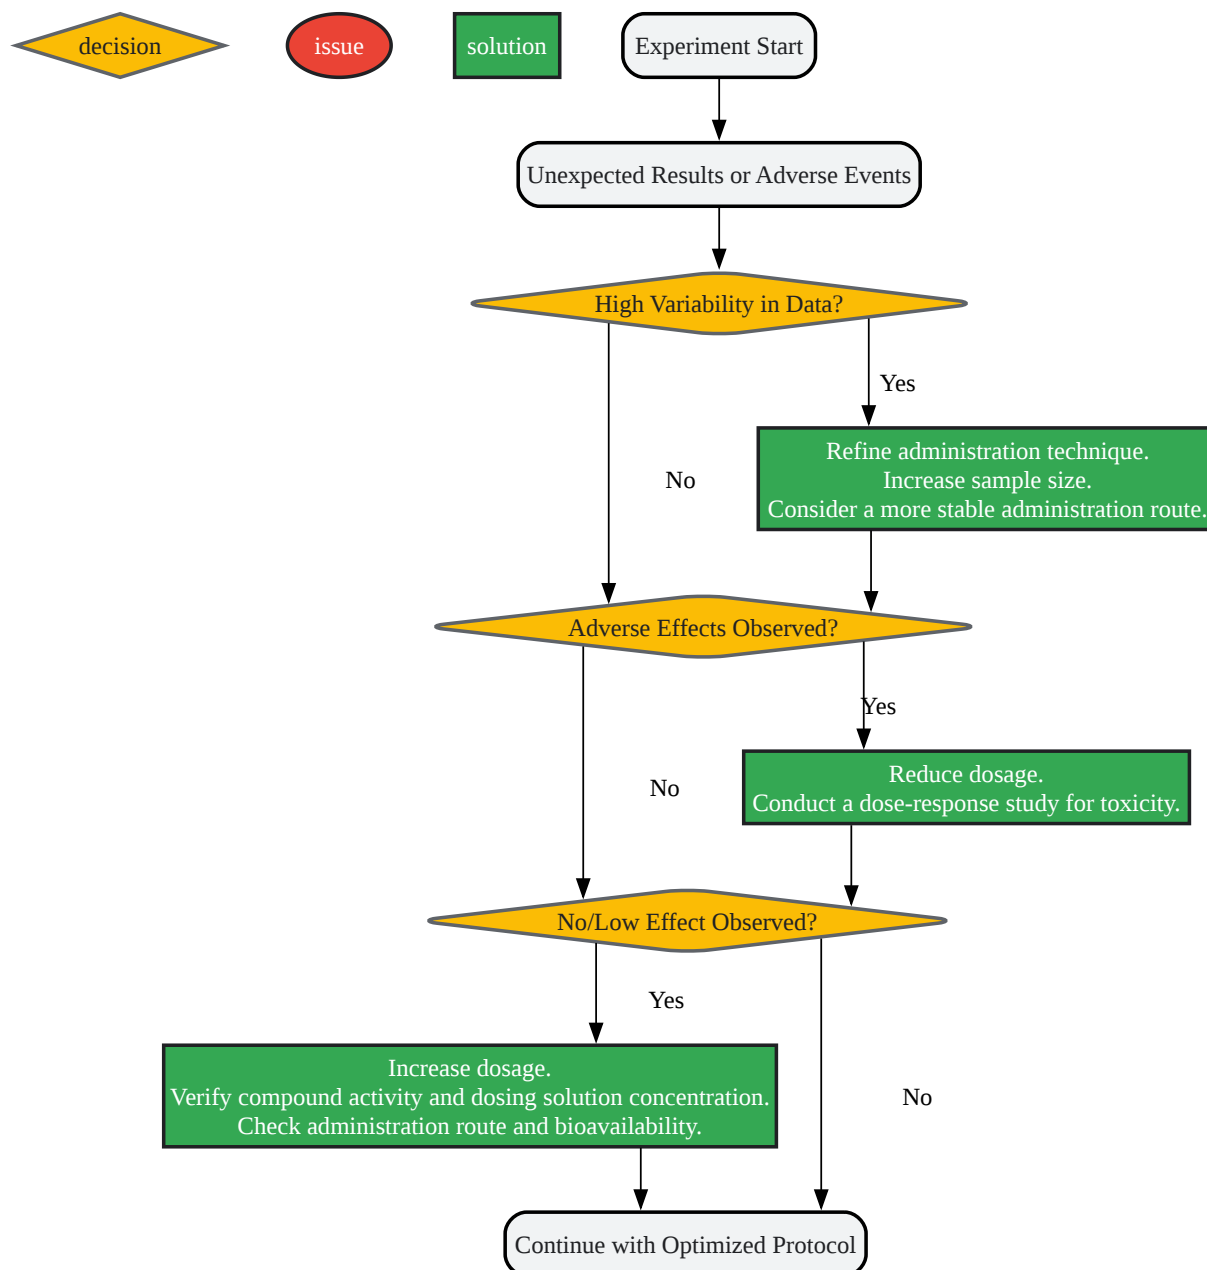 decision
issue
solution
Experiment Start
Unexpected Results or Adverse Events
High Variability in Data?
Yes
Refine administration technique.
Increase sample size.
Consider a more stable administration route.
No
Adverse Effects Observed?
Yes
Reduce dosage.
Conduct a dose-response study for toxicity.
No
No/Low Effect Observed?
Yes
Increase dosage.
Verify compound activity and dosing solution concentration.
Check administration route and bioavailability.
No
Continue with Optimized Protocol